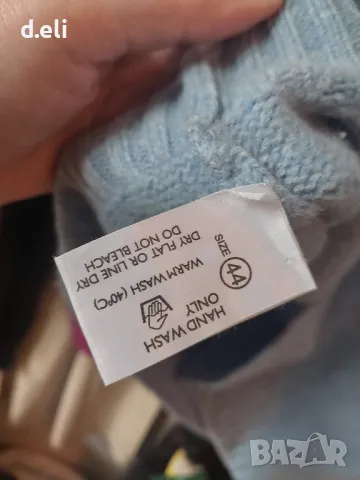 d.eli
HAND WASH
ONLY
WARM WASH (40°C)
DRY FLAT OR LINE DRY
DO NOT BLEACH
SIZE
44
BAZAR